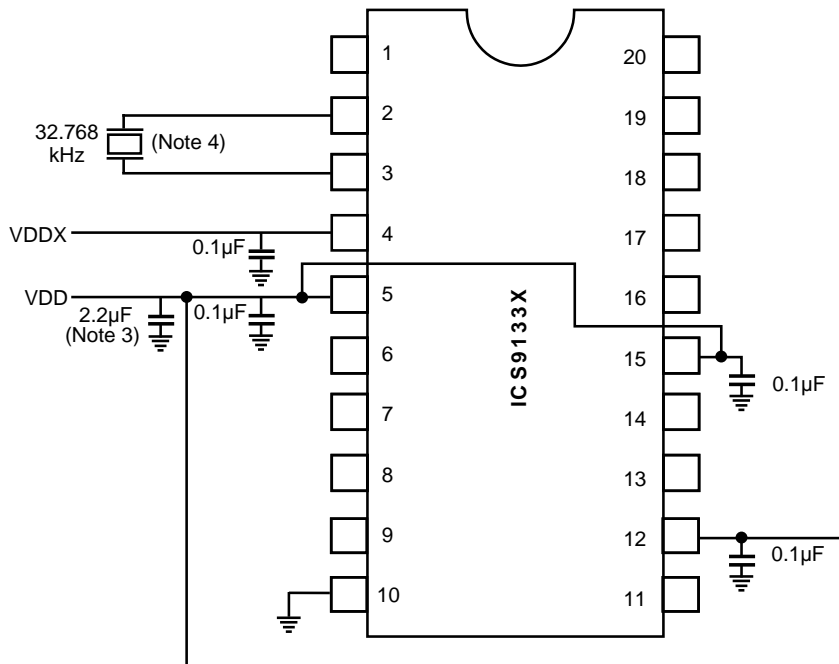 1
20
2
19
32.768
kHz
(Note 4)
3
18
VDDX
4
17
0.1µF
VDD
5
16
2.2µF
(Note 3)
0.1µF
ICS9133X
6
15
0.1µF
7
14
8
13
9
12
0.1µF
10
11